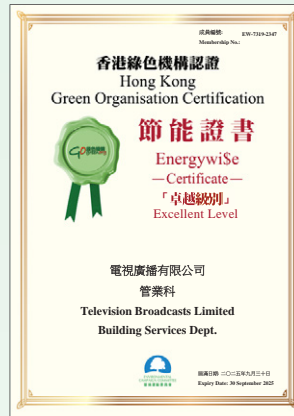 成員編號: EW-7319-2347
Membership No.:
香港綠色機構認證
Hong Kong
Green Organisation Certification
節能證書
Energywi$e
—Certificate—
「卓越級別」
Excellent Level
電視廣播有限公司
管業科
Television Broadcasts Limited
Building Services Dept.
屆滿日期: 二〇二五年九月三十日
Expiry Date: 30 September 2025